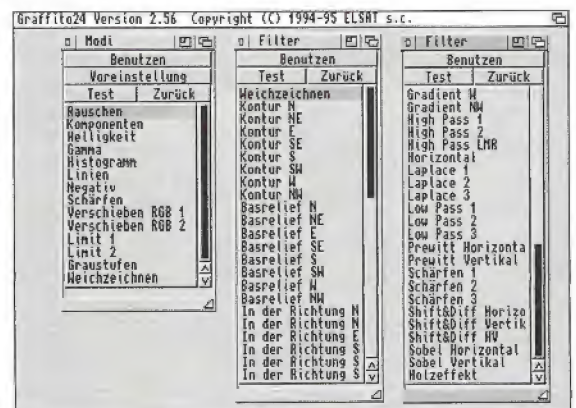 Graffito24 Version 2.56 Copyright (C) 1994-95 ELSAT s.c.
Modi
Benutzen
Voreinstellung
Test Zurück
Rauschen
Komponenten
Helligkeit
Gamma
Histogramm
Linien
Negativ
Schärfen
Verschieben RGB 1
Verschieben RGB 2
Limit 1
Limit 2
Graustufen
Weichzeichnen
Filter
Benutzen
Test Zurück
Weichzeichnen
Kontur N
Kontur NE
Kontur E
Kontur SE
Kontur S
Kontur SW
Kontur W
Kontur NW
Basrelief N
Basrelief NE
Basrelief E
Basrelief SE
Basrelief S
Basrelief SW
Basrelief W
Basrelief NW
In der Richtung N
In der Richtung N
In der Richtung E
In der Richtung S
In der Richtung S
In der Richtung S
Filter
Benutzen
Test Zurück
Gradient W
Gradient NW
High Pass 1
High Pass 2
High Pass LMR
Horizontal
Laplace 1
Laplace 2
Laplace 3
Low Pass 1
Low Pass 2
Low Pass 3
Prewitt Horizonta
Prewitt Vertikal
Schärfen 1
Schärfen 2
Schärfen 3
Shift&Diff Horizo
Shift&Diff Vertik
Shift&Diff HV
Sobel Horizontal
Sobel Vertikal
Holzeffekt